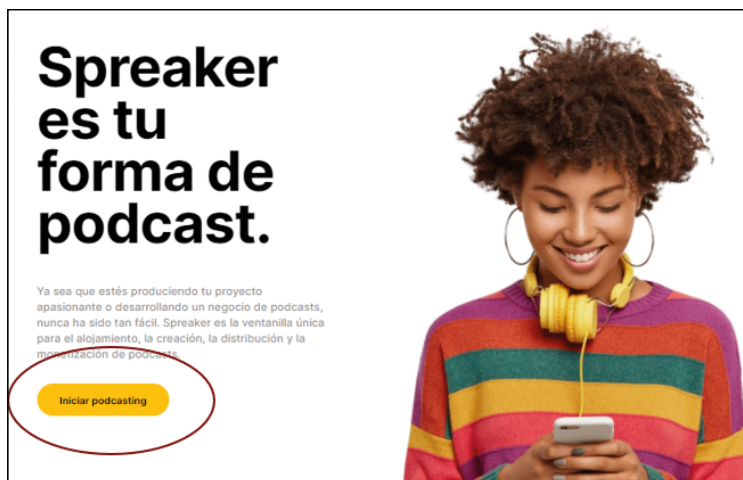 Spreaker
es tu
forma de
podcast.
Ya sea que estés produciendo tu proyecto
apasionante o desarrollando un negocio de podcasts,
nunca ha sido tan fácil. Spreaker es la ventanilla única
para el alojamiento, la creación, la distribución y la
monetización de podcasts.
Iniciar podcasting